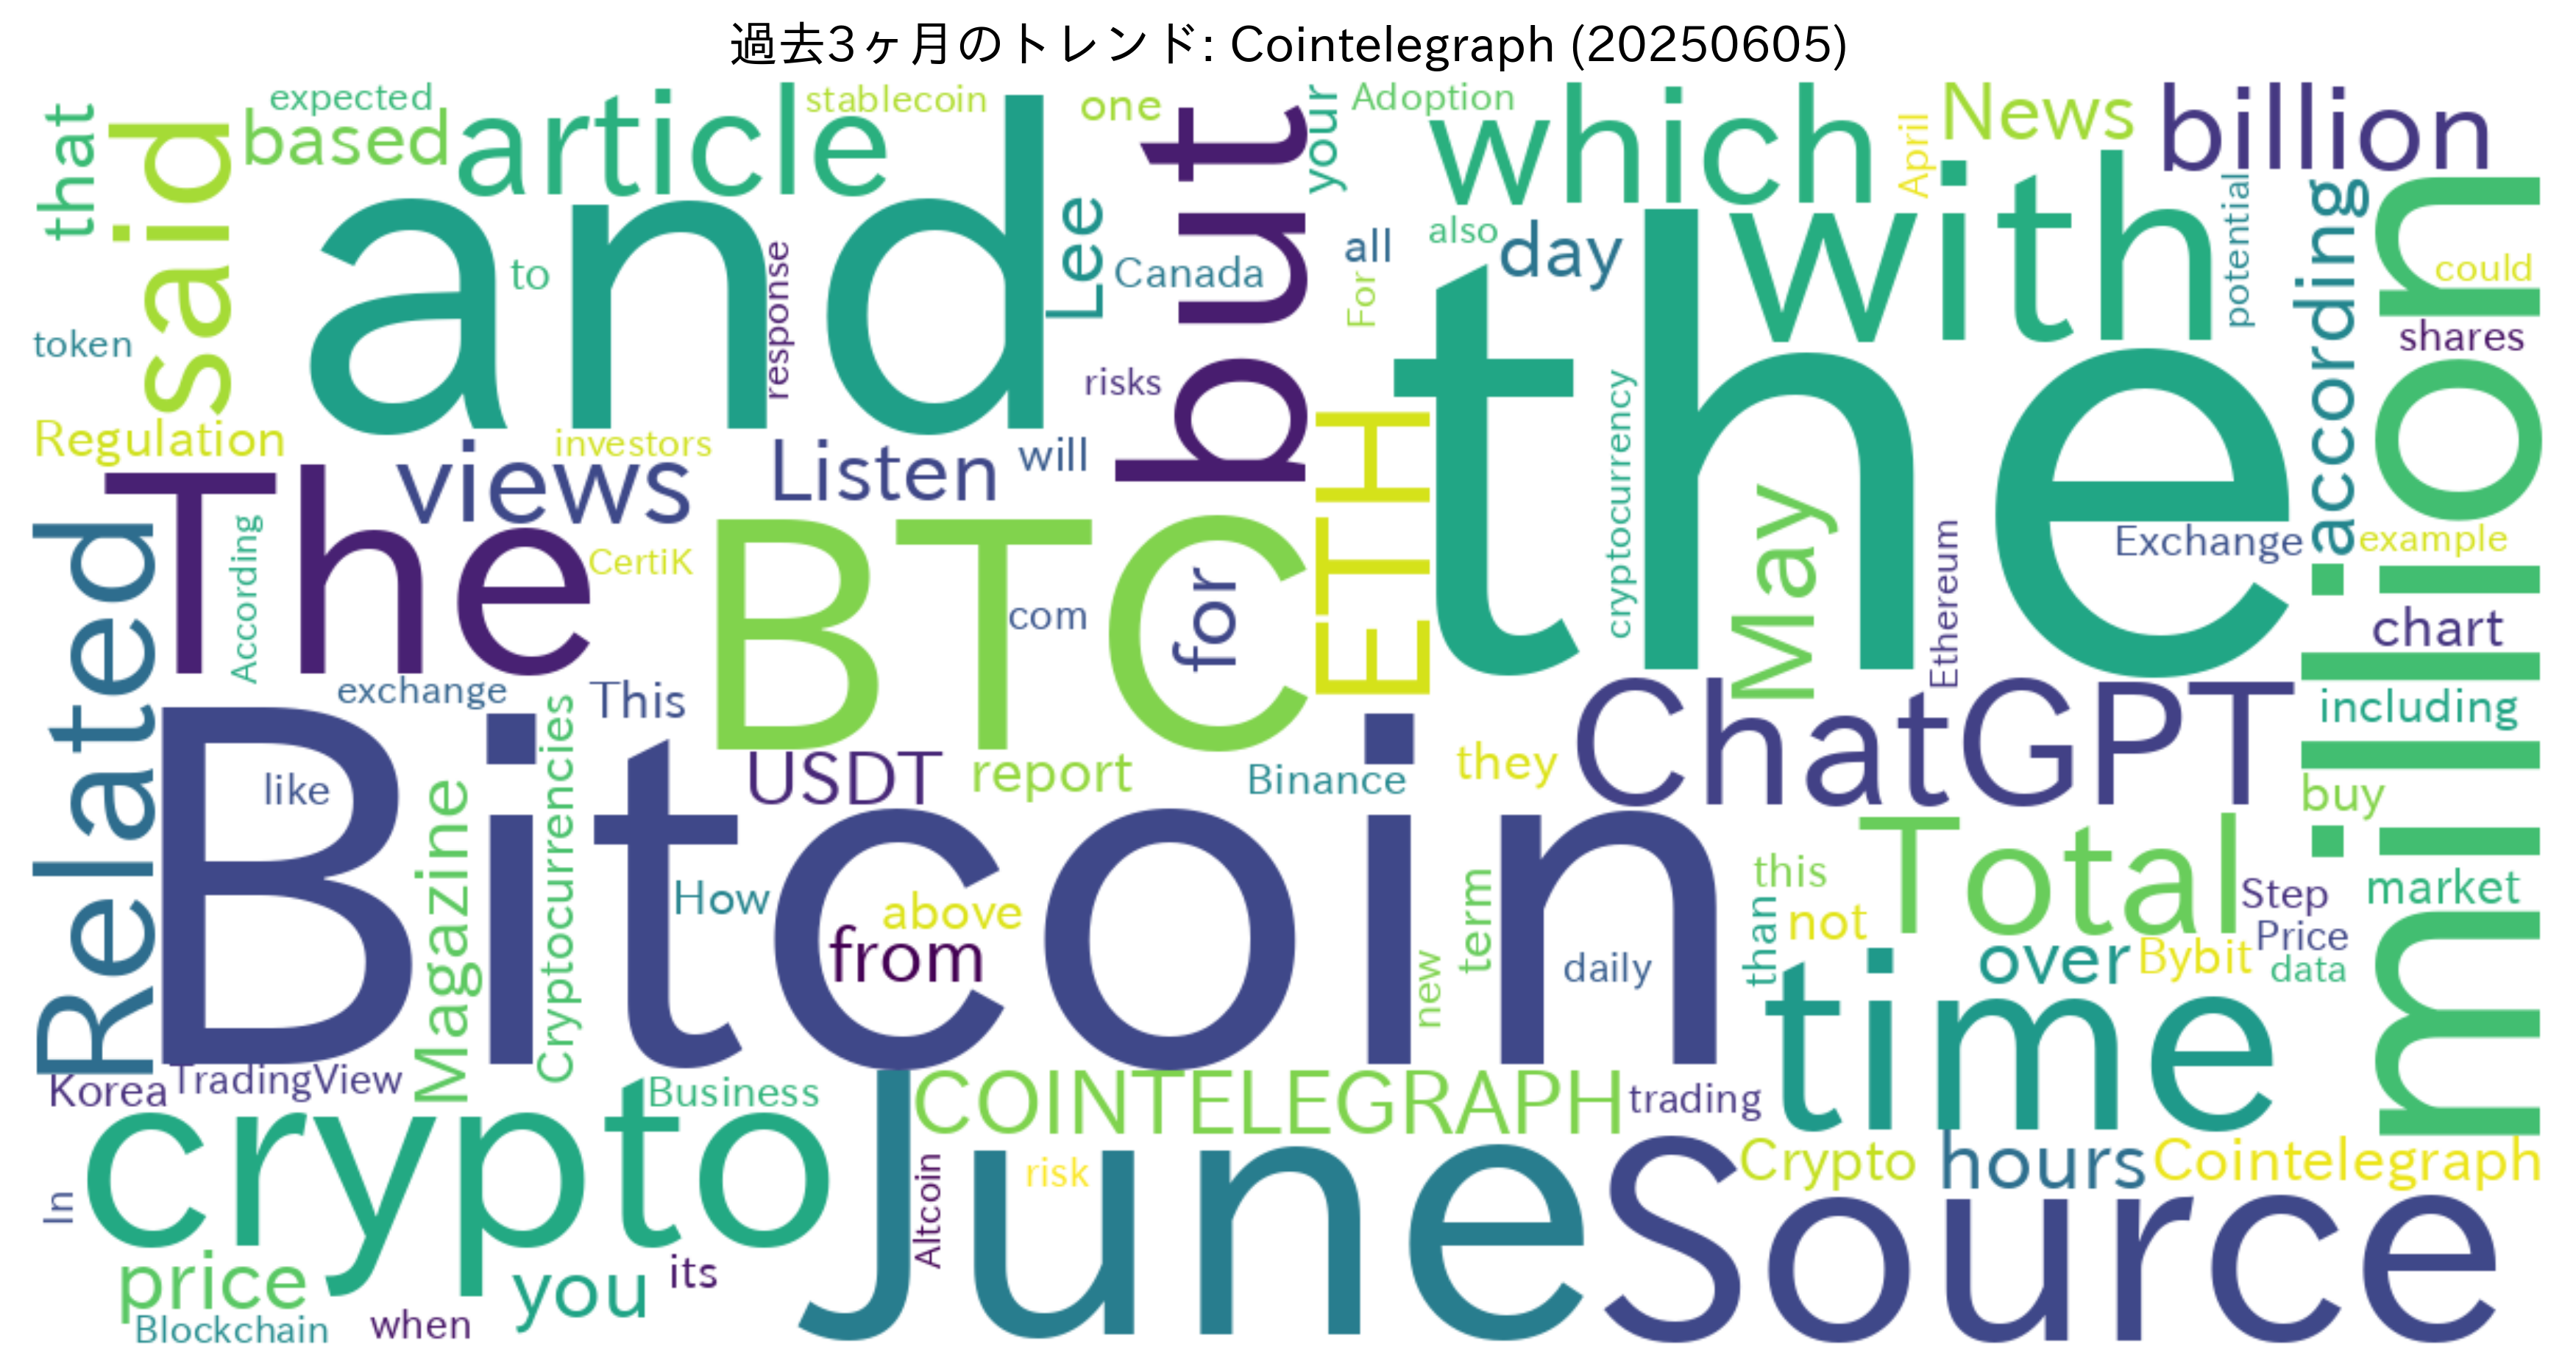 過去3ヶ月のトレンド: Cointelegraph (20250605)
that
said
expected
based
article
stablecoin
one
but
your
Adoption
which
April
News
billion
and
to
response
Lee
Canada
all
also
day
For
with
potential
according
million
could
shares
token
risks
the
cryptocurrency
Regulation
investors
views
Listen
will
ETH
The
Related
According
CertiK
BTC
com
for
May
Ethereum
Exchange
example
chart
exchange
This
Cryptocurrencies
USDT
report
Binance
they
ChatGPT
including
buy
like
Bitcoin
Magazine
How
above
from
new
term
daily
this
than
not
Total
Step
market
over
Bybit
Price
data
time
Korea
TradingView
Business
COINTELEGRAPH
trading
crypto
In
Altcoin
June
risk
Crypto
hours
Cointelegraph
Source
price
you
its
Blockchain
when